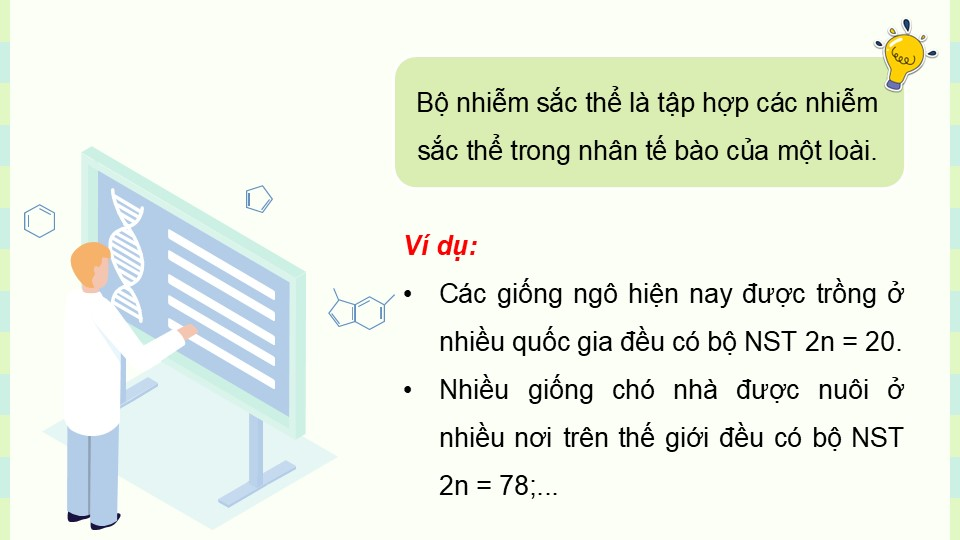 Bộ nhiễm sắc thể là tập hợp các nhiễm
sắc thể trong nhân tế bào của một loài.
Ví dụ:
• Các giống ngô hiện nay được trồng ở
nhiều quốc gia đều có bộ NST 2n = 20.
• Nhiều giống chó nhà được nuôi ở
nhiều nơi trên thế giới đều có bộ NST
2n = 78;...